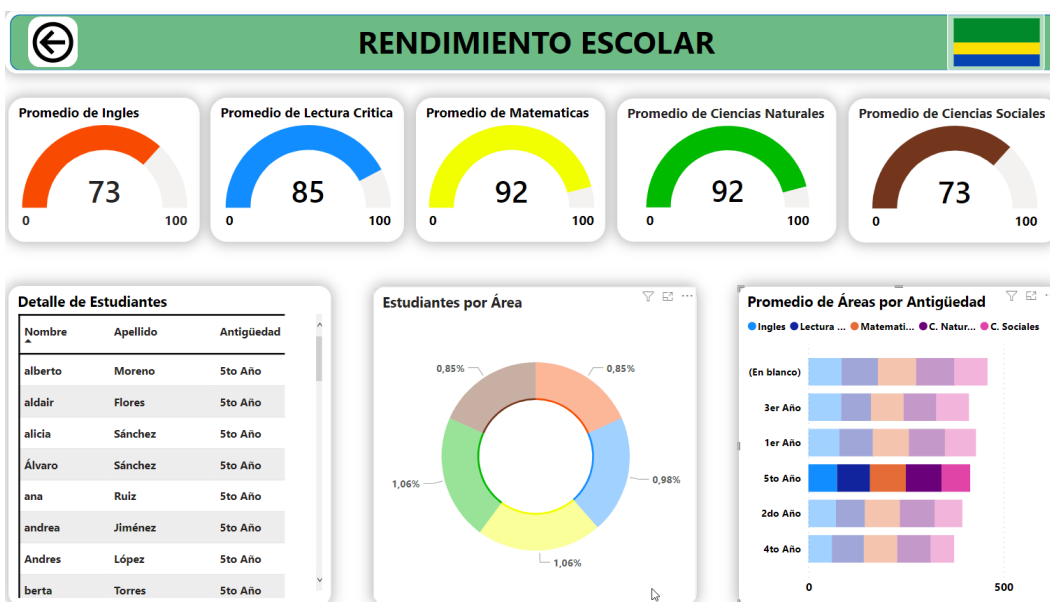 RENDIMIENTO ESCOLAR
Promedio de Ingles
73
0 100
Promedio de Lectura Critica
85
0 100
Promedio de Matematicas
92
0 100
Promedio de Ciencias Naturales
92
0 100
Promedio de Ciencias Sociales
73
0 100
Detalle de Estudiantes
Nombre Apellido Antigüedad
alberto Moreno 5to Año
aldair Flores 5to Año
alicia Sánchez 5to Año
Álvaro Sánchez 5to Año
ana Ruiz 5to Año
andrea Jiménez 5to Año
Andres López 5to Año
berta Torres 5to Año
Estudiantes por Área
0,85% 0,85%
1,06% 0,98%
1,06%
Promedio de Áreas por Antigüedad
Ingles Lectura ... Matemati... C. Natur... C. Sociales
(En blanco)
3er Año
1er Año
5to Año
2do Año
4to Año
0 500